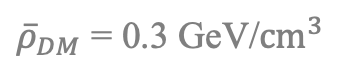 ρ̄_DM = 0.3 GeV/cm³